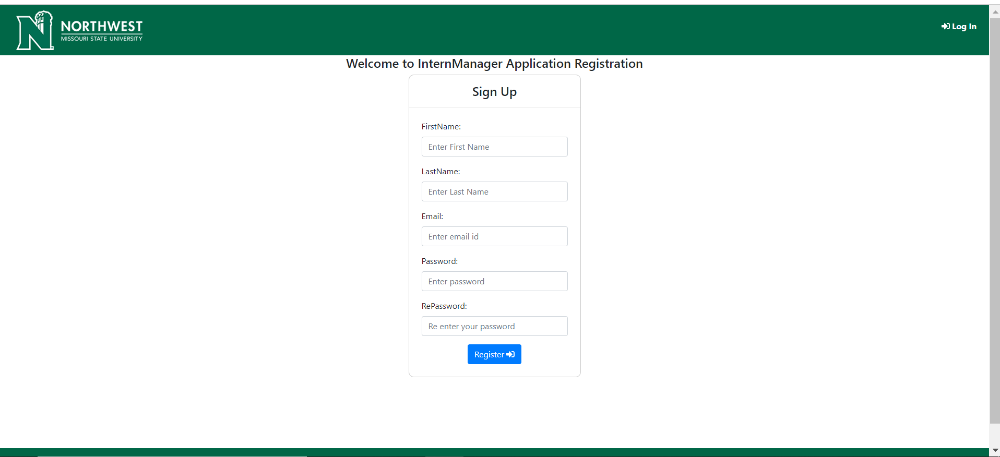 NORTHWEST
MISSOURI STATE UNIVERSITY
Log In
Welcome to InternManager Application Registration
Sign Up
FirstName:
Enter First Name
LastName:
Enter Last Name
Email:
Enter email id
Password:
Enter password
RePassword:
Re enter your password
Register